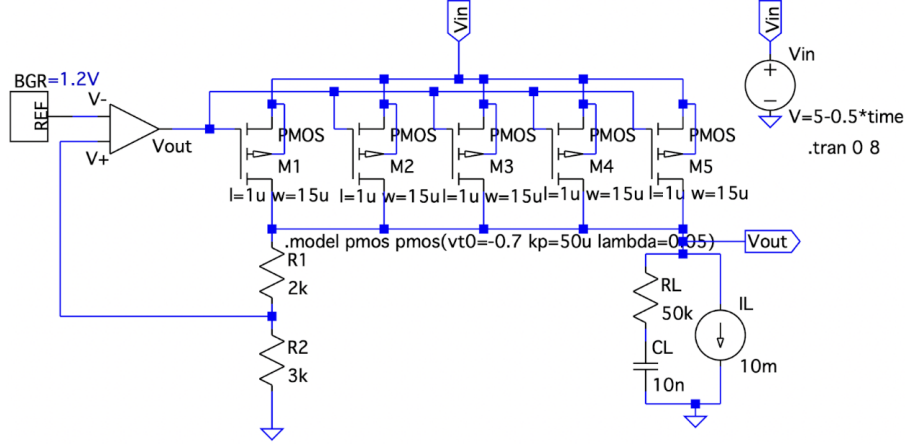 Vin
Vin
BGR=1.2V
REF
V-
V+
Vout
Vin
V=5-0.5*time
.tran 0 8
PMOS
M1
l=1u w=15u
PMOS
M2
l=1u w=15u
PMOS
M3
l=1u w=15u
PMOS
M4
l=1u w=15u
PMOS
M5
l=1u w=15u
.model pmos pmos(vt0=-0.7 kp=50u lambda=0.05)
Vout
R1
2k
R2
3k
RL
50k
CL
10n
IL
10m